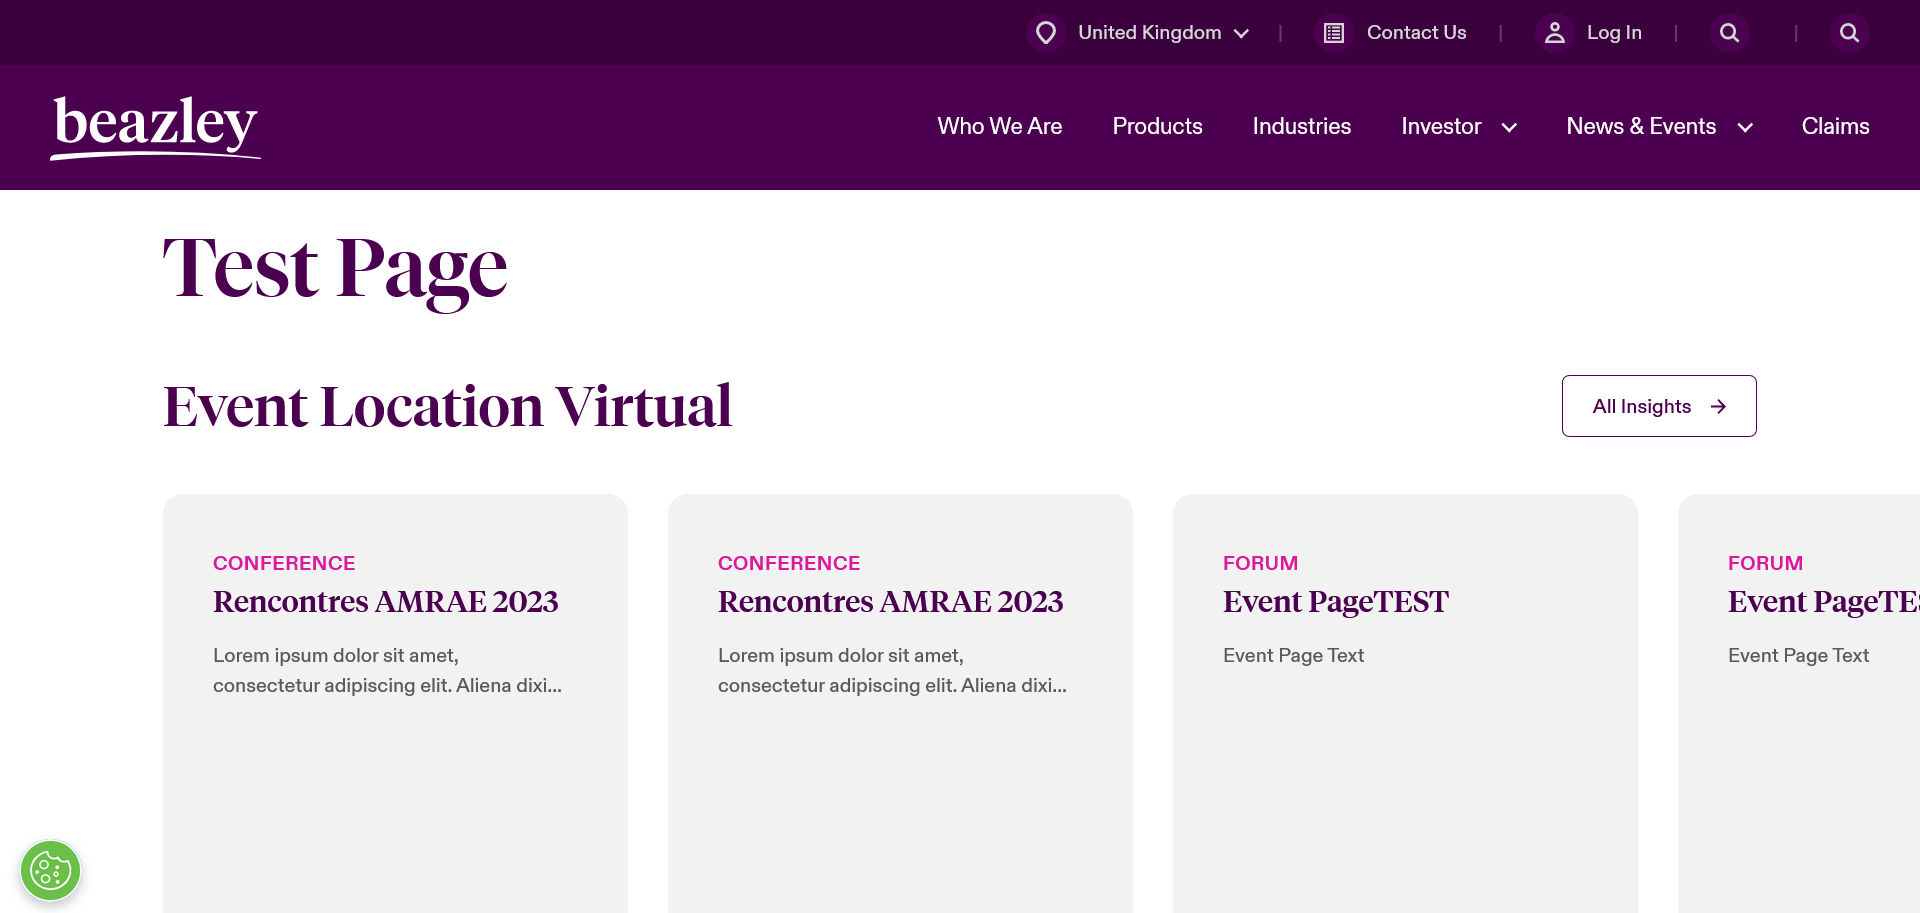 United Kingdom
Contact Us
Log In
beazley
Who We Are
Products
Industries
Investor
News & Events
Claims
Test Page
Event Location Virtual
All Insights
CONFERENCE
Rencontres AMRAE 2023
Lorem ipsum dolor sit amet,
consectetur adipiscing elit. Aliena dixi...
CONFERENCE
Rencontres AMRAE 2023
Lorem ipsum dolor sit amet,
consectetur adipiscing elit. Aliena dixi...
FORUM
Event PageTEST
Event Page Text
FORUM
Event PageTES
Event Page Text